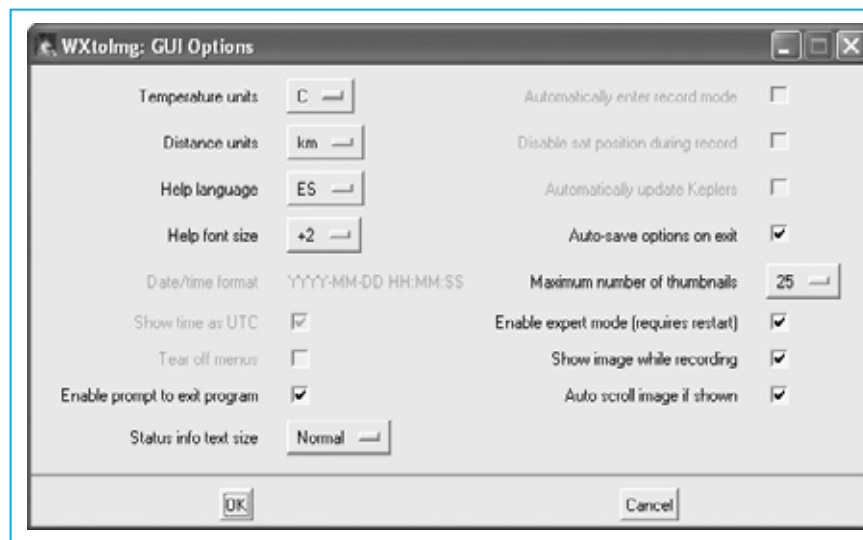 WXtoImg: GUI Options
Temperature units C
Distance units km
Help language ES
Help font size +2
Date/time format YYYY-MM-DD HH:MM:SS
Show time as UTC
Tear off menus
Enable prompt to exit program
Status info text size Normal
Automatically enter record mode
Disable sat position during record
Automatically update Keplers
Auto-save options on exit
Maximum number of thumbnails 25
Enable expert mode (requires restart)
Show image while recording
Auto scroll image if shown
OK
Cancel